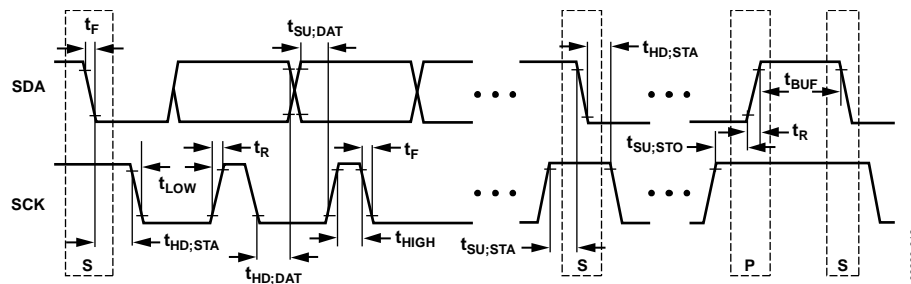 tF
tSU;DAT
tHD;STA
SDA
tBUF
tR
tF
tSU;STO
tR
tLOW
SCK
tHD;STA
tHIGH
tSU;STA
tHD;DAT
S
S
P
S